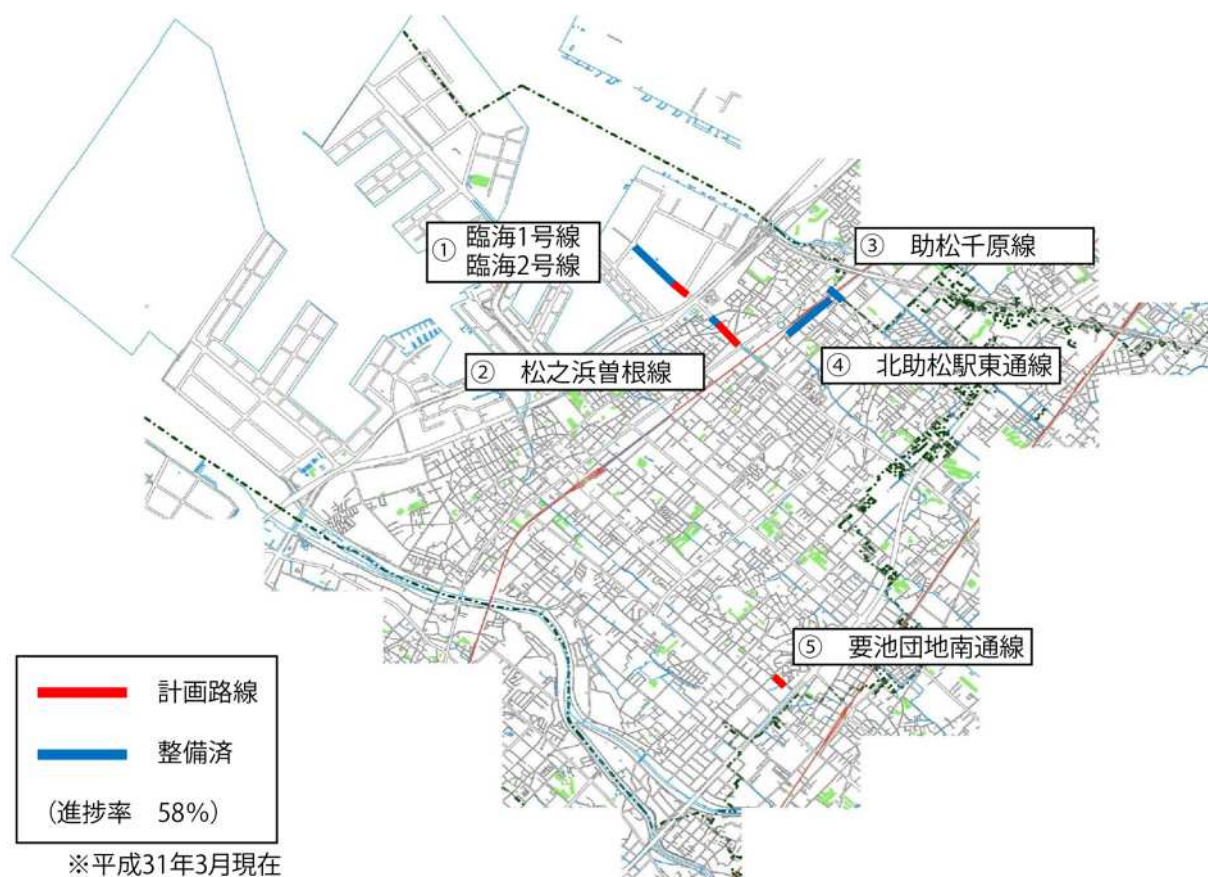 ① 臨海1号線
臨海2号線
③ 助松千原線
② 松之浜曽根線
④ 北助松駅東通線
⑤ 要池団地南通線
計画路線
整備済
(進捗率 58%)
※平成31年3月現在